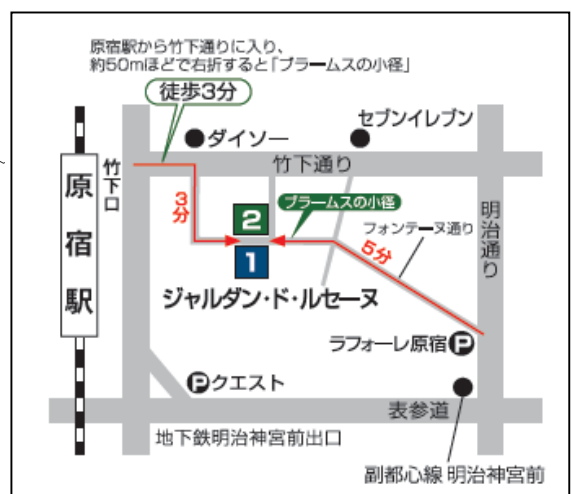 原宿駅から竹下通りに入り、
約50mほどで右折すると「ブラームスの小径」
徒歩3分
セブンイレブン
ダイソー
竹下通り
竹下口
原宿駅
3分
2
ブラームスの小径
フォンテーヌ通り
明治通り
5分
1
ジャルダン・ド・ルセーヌ
ラフォーレ原宿P
Pクエスト
表参道
地下鉄明治神宮前出口
副都心線 明治神宮前